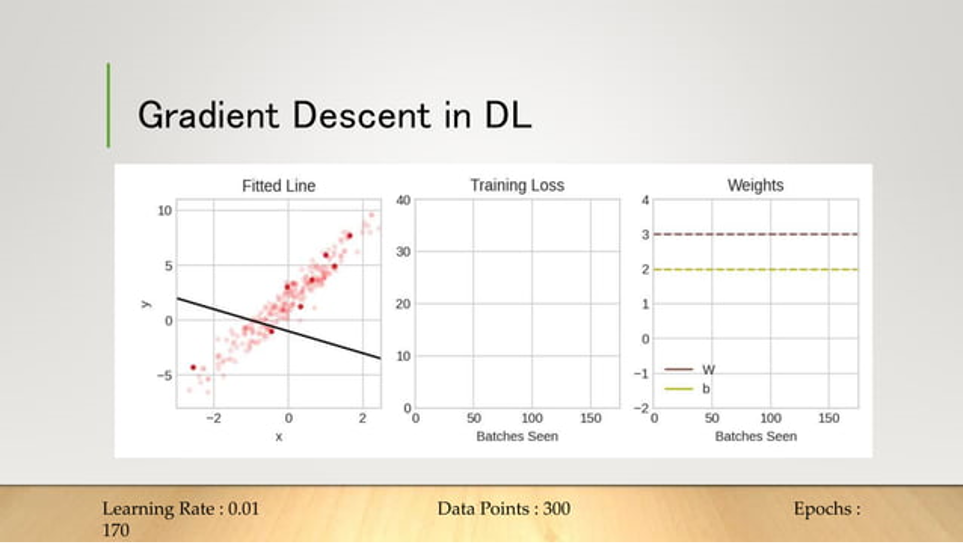 Gradient Descent in DL
Fitted Line
10
5
0
−5
−2
0
2
x
y
Training Loss
40
30
20
10
0
0
50
100
150
Batches Seen
Weights
4
3
2
1
0
−1
−2
W
b
0
50
100
150
Batches Seen
Learning Rate : 0.01 Data Points : 300 Epochs :
170